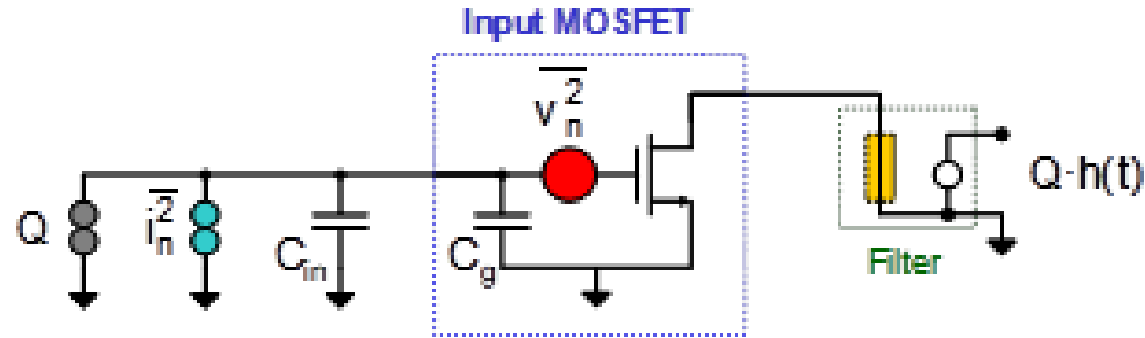 Input MOSFET
v_n^2
Q
i_n^2
C_in
C_g
Q·h(t)
Filter